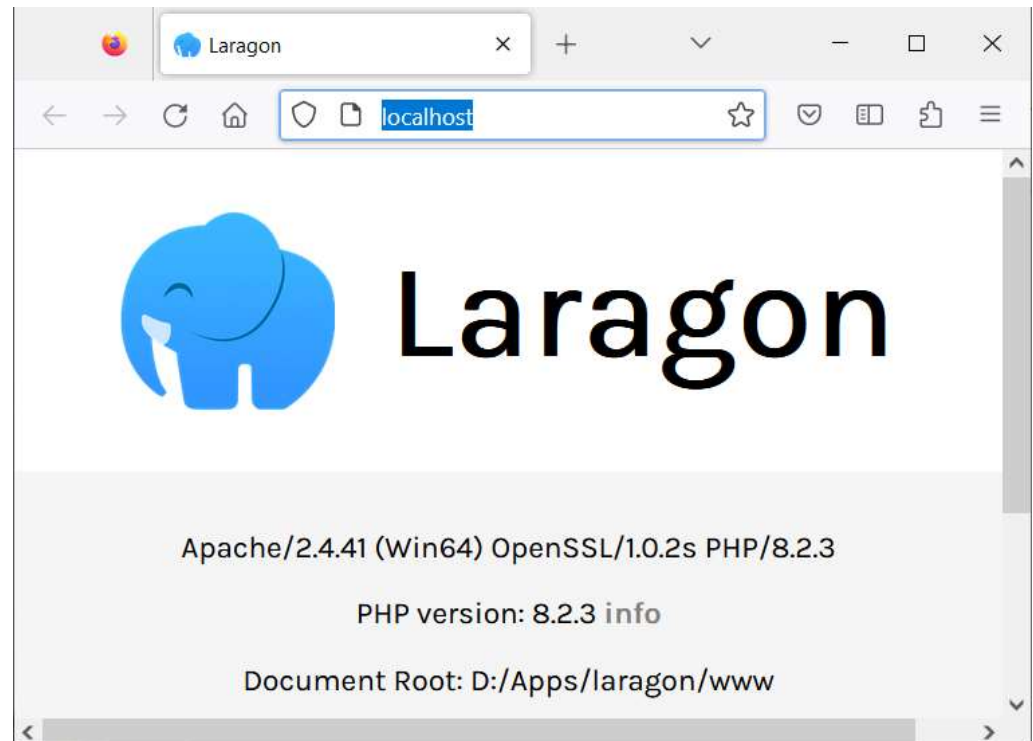 Laragon
localhost
Laragon
Apache/2.4.41 (Win64) OpenSSL/1.0.2s PHP/8.2.3
PHP version: 8.2.3 info
Document Root: D:/Apps/laragon/www